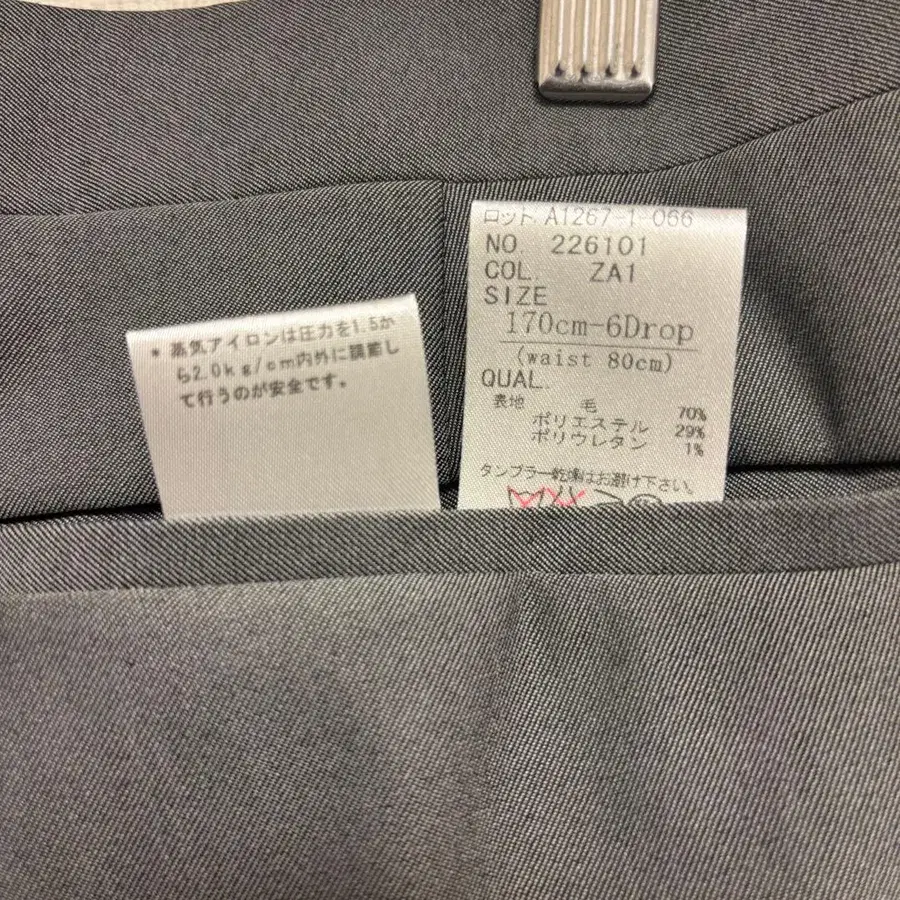 * 蒸気アイロンは圧力を1.5か
ら2.0kg/cm内外に調節し
て行うのが安全です。
ロット A1267-1-066
NO. 226101
COL. ZA1
SIZE
170cm-6Drop
(waist 80cm)
QUAL.
表地 毛 70%
ポリエステル 29%
ポリウレタン 1%
タンブラー乾燥はお避け下さい。